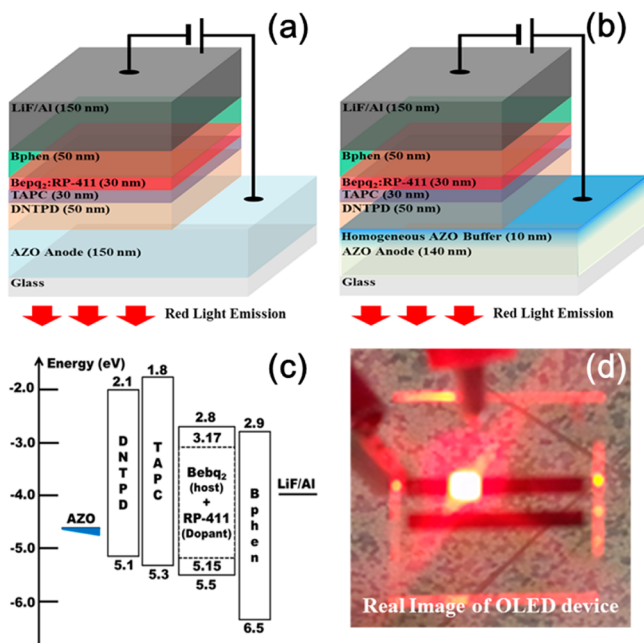 (a)
LiF/Al (150 nm)
Bphen (50 nm)
Bepq₂:RP-411 (30 nm)
TAPC (30 nm)
DNTPD (50 nm)
AZO Anode (150 nm)
Glass
Red Light Emission
(b)
LiF/Al (150 nm)
Bphen (50 nm)
Bepq₂:RP-411 (30 nm)
TAPC (30 nm)
DNTPD (50 nm)
Homogeneous AZO Buffer (10 nm)
AZO Anode (140 nm)
Glass
Red Light Emission
(c)
Energy (eV)
-2.0
-3.0
-4.0
-5.0
-6.0
AZO
2.1
DNTPD
5.1
1.8
TAPC
5.3
2.8
3.17
Bebq₂
(host)
+
RP-411
(Dopant)
5.15
5.5
2.9
Bphen
6.5
LiF/Al
(d)
Real Image of OLED device